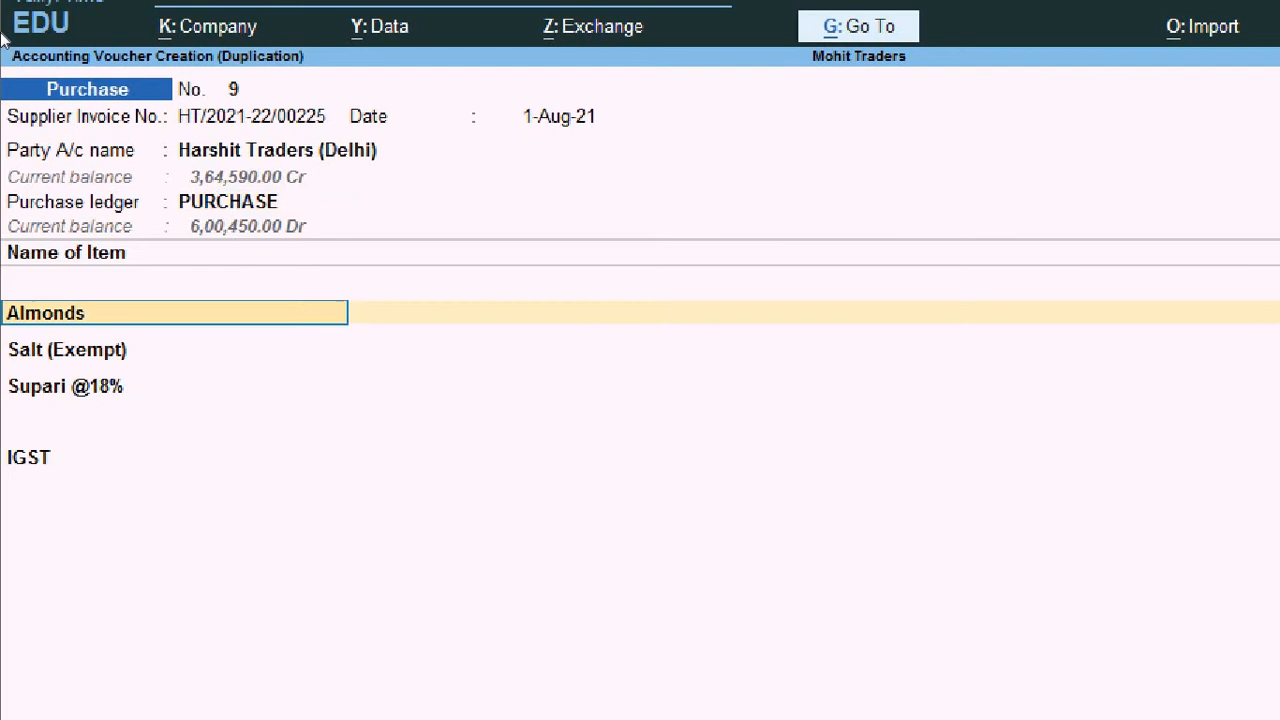 EDU K: Company Y: Data Z: Exchange G: Go To O: Import
Accounting Voucher Creation (Duplication) Mohit Traders
Purchase No. 9
Supplier Invoice No.: HT/2021-22/00225 Date : 1-Aug-21
Party A/c name : Harshit Traders (Delhi)
Current balance : 3,64,590.00 Cr
Purchase ledger : PURCHASE
Current balance : 6,00,450.00 Dr
Name of Item
Almonds
Salt (Exempt)
Supari @18%
IGST